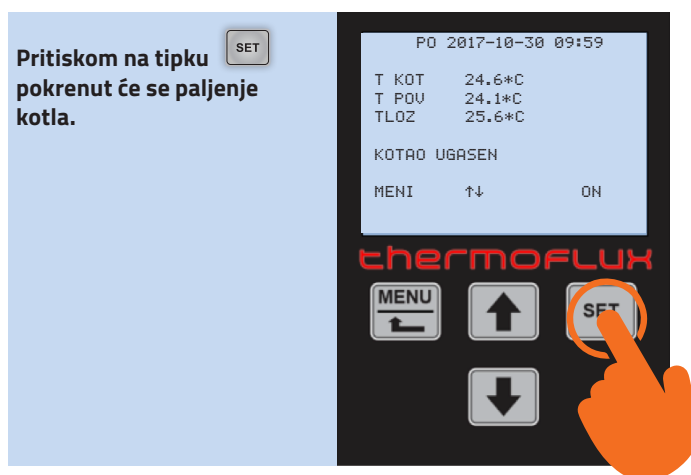 Pritiskom na tipku SET
pokrenut će se paljenje
kotla.
PO 2017-10-30 09:59
T KOT 24.6*C
T POV 24.1*C
TLOZ 25.6*C
KOTAO UGASEN
MENI ↑↓ ON
thermoflux
MENU
SET